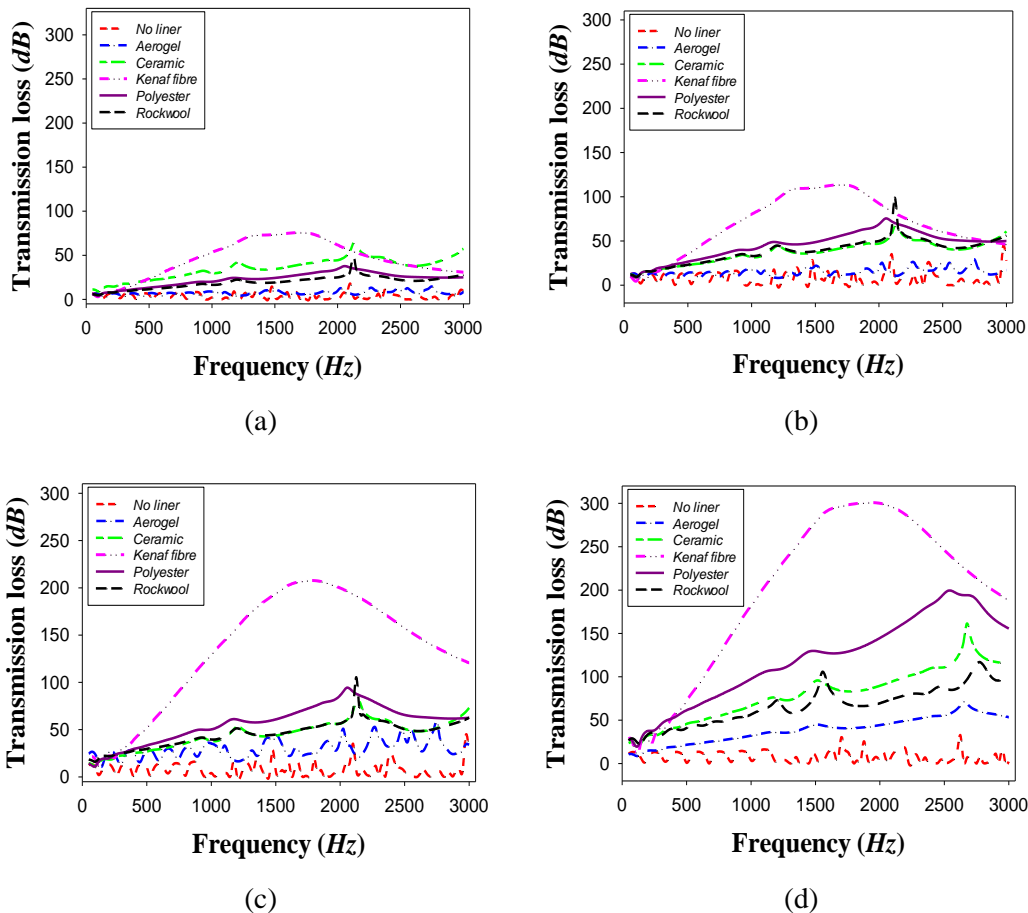 Transmission loss (dB)
300
250
200
150
100
50
0
No liner
Aerogel
Ceramic
Kenaf fibre
Polyester
Rockwool
0 500 1000 1500 2000 2500 3000
Frequency (Hz)
(a)
Transmission loss (dB)
300
250
200
150
100
50
0
No liner
Aerogel
Ceramic
Kenaf fibre
Polyester
Rockwool
0 500 1000 1500 2000 2500 3000
Frequency (Hz)
(b)
Transmission loss (dB)
300
250
200
150
100
50
0
No liner
Aerogel
Ceramic
Kenaf fibre
Polyester
Rockwool
0 500 1000 1500 2000 2500 3000
Frequency (Hz)
(c)
Transmission loss (dB)
300
250
200
150
100
50
0
No liner
Aerogel
Ceramic
Kenaf fibre
Polyester
Rockwool
0 500 1000 1500 2000 2500 3000
Frequency (Hz)
(d)